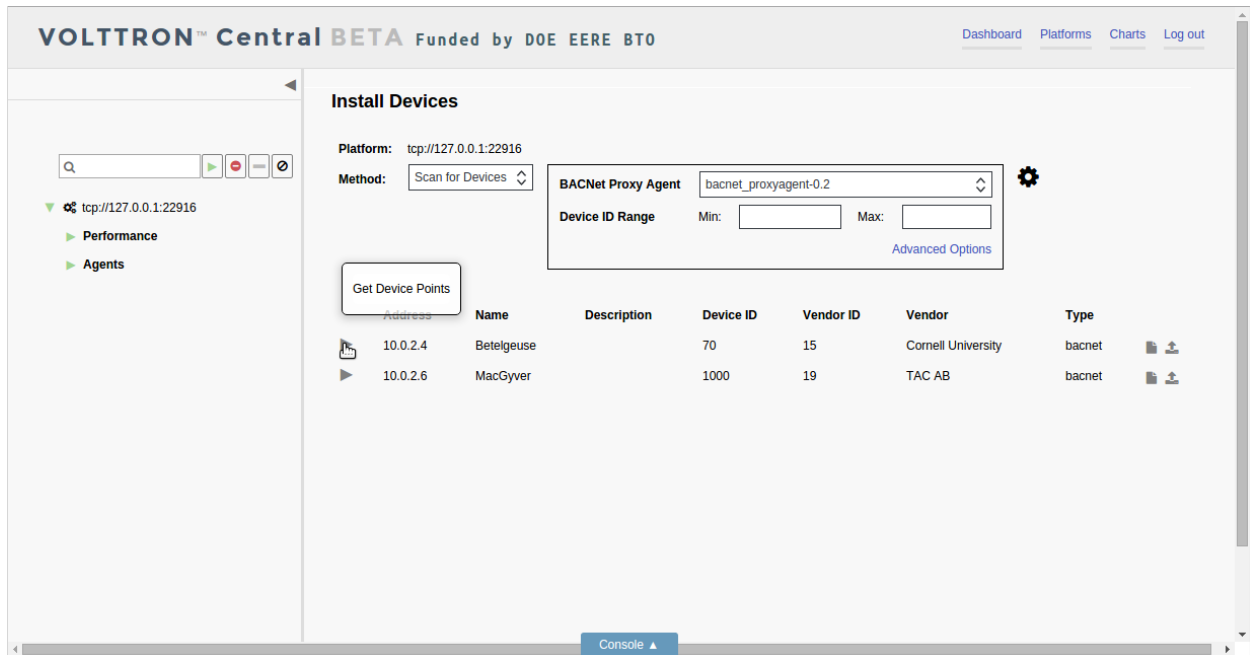 VOLTTRON™ Central BETA Funded by DOE EERE BTO
Dashboard Platforms Charts Log out
Install Devices
Platform: tcp://127.0.0.1:22916
Method: Scan for Devices
BACNet Proxy Agent bacnet_proxyagent-0.2
Device ID Range Min: Max:
Advanced Options
tcp://127.0.0.1:22916
Performance
Agents
Get Device Points
Address Name Description Device ID Vendor ID Vendor Type
10.0.2.4 Betelgeuse 70 15 Cornell University bacnet
10.0.2.6 MacGyver 1000 19 TAC AB bacnet
Console ▲